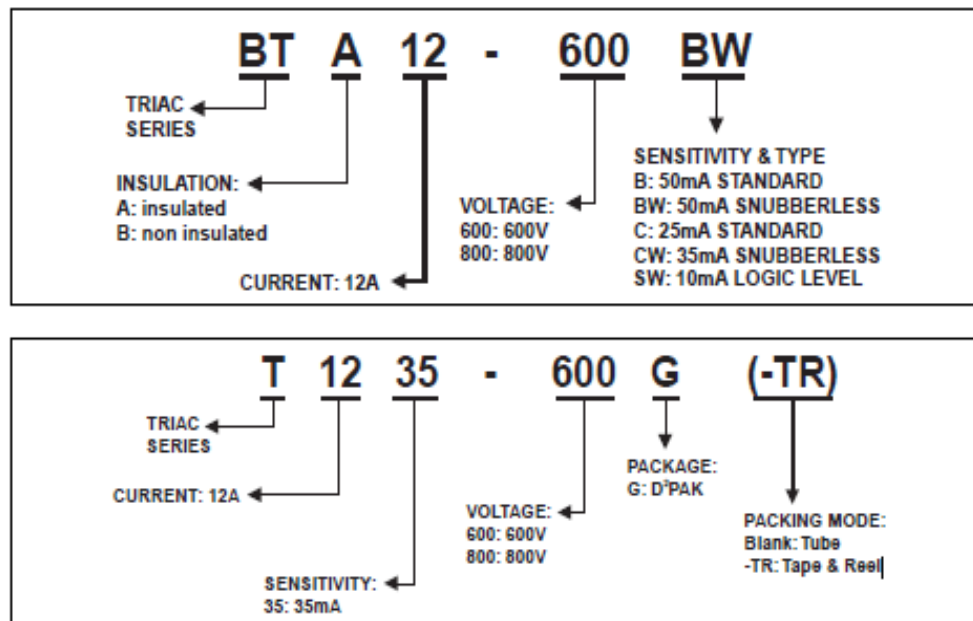 BT A 12 - 600 BW
TRIAC
SERIES
INSULATION:
A: insulated
B: non insulated
CURRENT: 12A
VOLTAGE:
600: 600V
800: 800V
SENSITIVITY & TYPE
B: 50mA STANDARD
BW: 50mA SNUBBERLESS
C: 25mA STANDARD
CW: 35mA SNUBBERLESS
SW: 10mA LOGIC LEVEL
T 12 35 - 600 G (-TR)
TRIAC
SERIES
CURRENT: 12A
SENSITIVITY:
35: 35mA
VOLTAGE:
600: 600V
800: 800V
PACKAGE:
G: D²PAK
PACKING MODE:
Blank: Tube
-TR: Tape & Reel